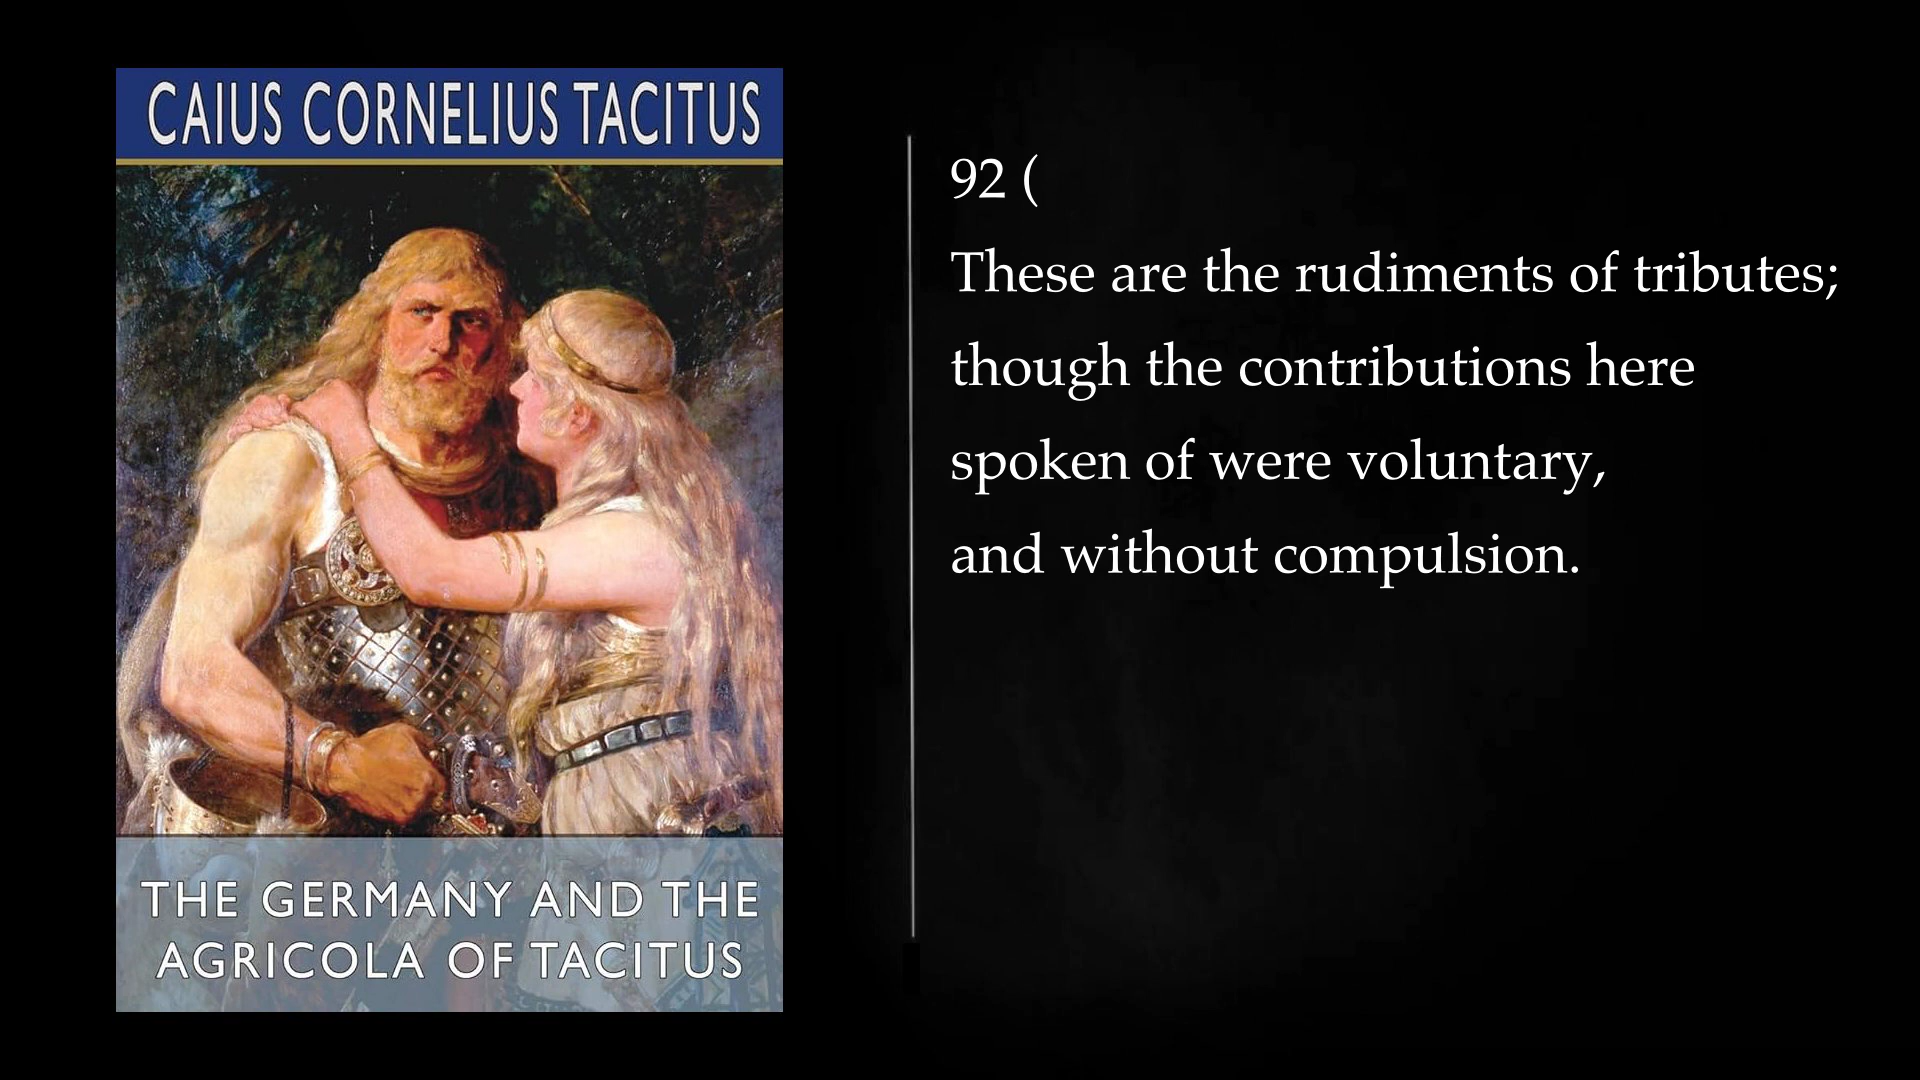 CAIUS CORNELIUS TACITUS
THE GERMANY AND THE
AGRICOLA OF TACITUS
92 (
These are the rudiments of tributes;
though the contributions here
spoken of were voluntary,
and without compulsion.